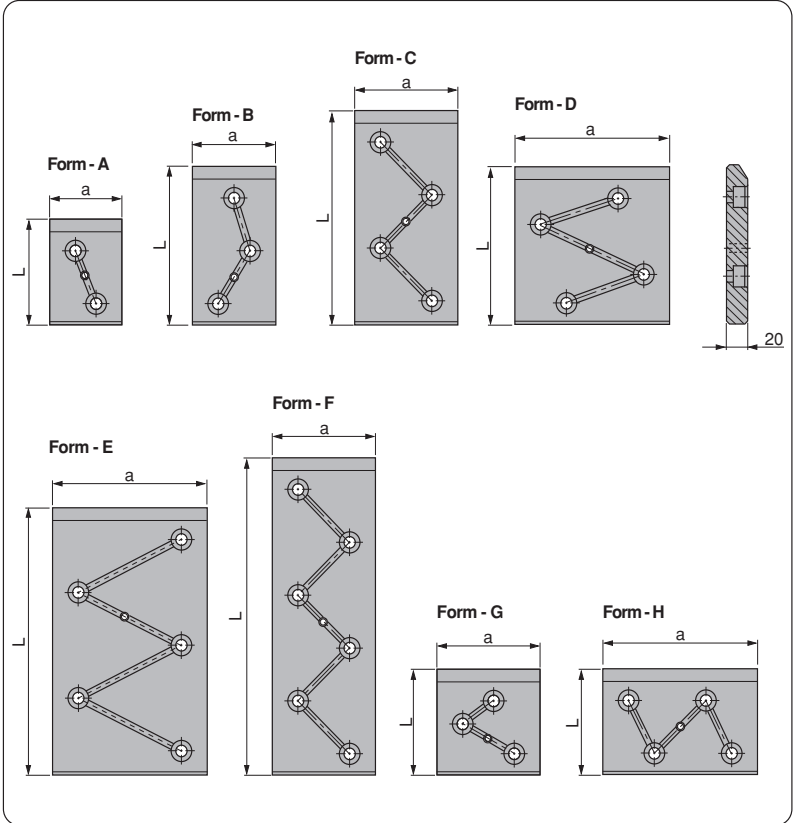 Form - C
a
L
Form - B
a
L
Form - D
a
L
Form - A
a
L
20
Form - F
a
L
Form - E
a
L
Form - G
a
L
Form - H
a
L